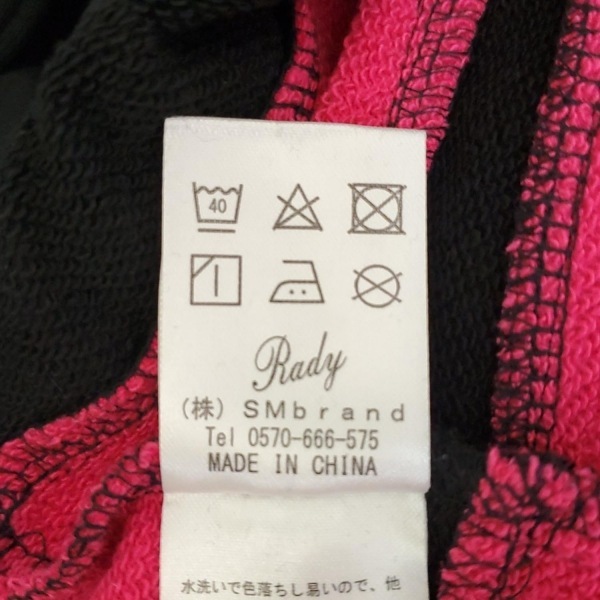 40
Rady
(株) SMbrand
Tel 0570-666-575
MADE IN CHINA
水洗いで色落ちし易いので、他